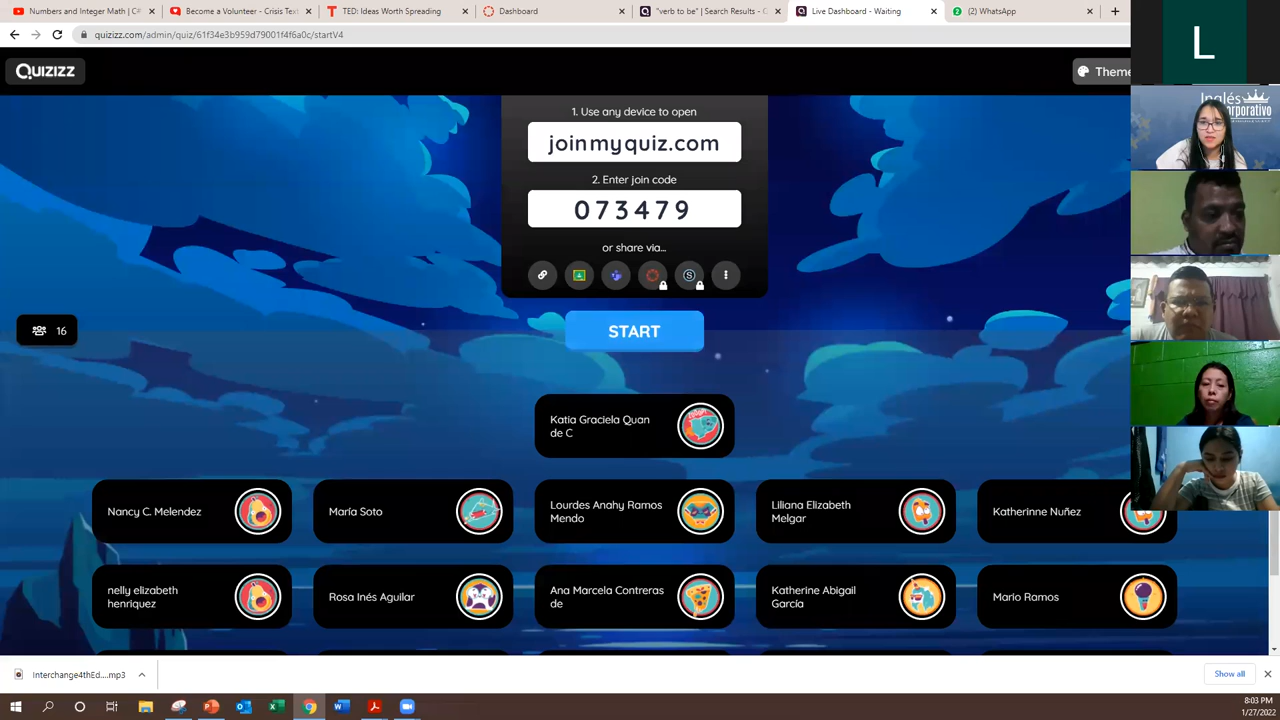 Numbers and Integer Math | C#
Become a Volunteer - Crisis Tex
TED: Ideas Worth Spreading
Dashboard
"verb to be" | Search Results - Q
Live Dashboard - Waiting
(2) WhatsApp
quizizz.com/admin/quiz/61f34e3b959d79001f4f6a0c/startV4
Quizizz
Theme
L
Inglés
orporativo
1. Use any device to open
joinmyquiz.com
2. Enter join code
073479
or share via...
S
16
START
Katia Graciela Quan
de C
Nancy C. Melendez
María Soto
Lourdes Anahy Ramos
Mendo
Liliana Elizabeth
Melgar
Katherinne Nuñez
nelly elizabeth
henriquez
Rosa Inés Aguilar
Ana Marcela Contreras
de
Katherine Abigail
García
Mario Ramos
Interchange4thEd....mp3
Show all
8:03 PM
1/27/2022